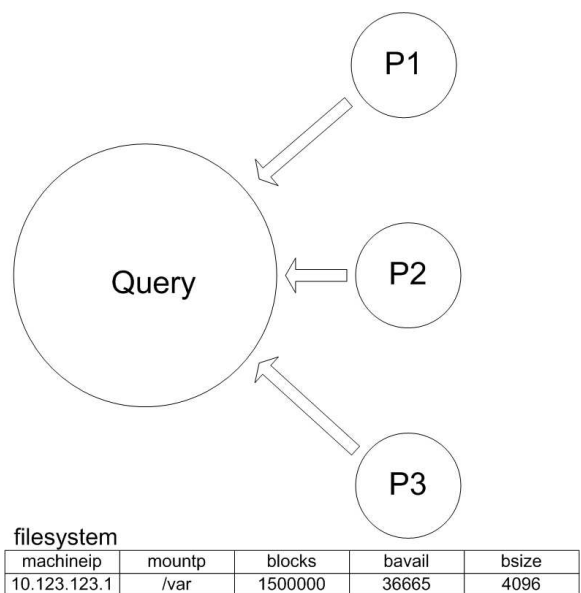 P1
Query
P2
P3
filesystem
machineip mountp blocks bavail bsize
10.123.123.1 /var 1500000 36665 4096